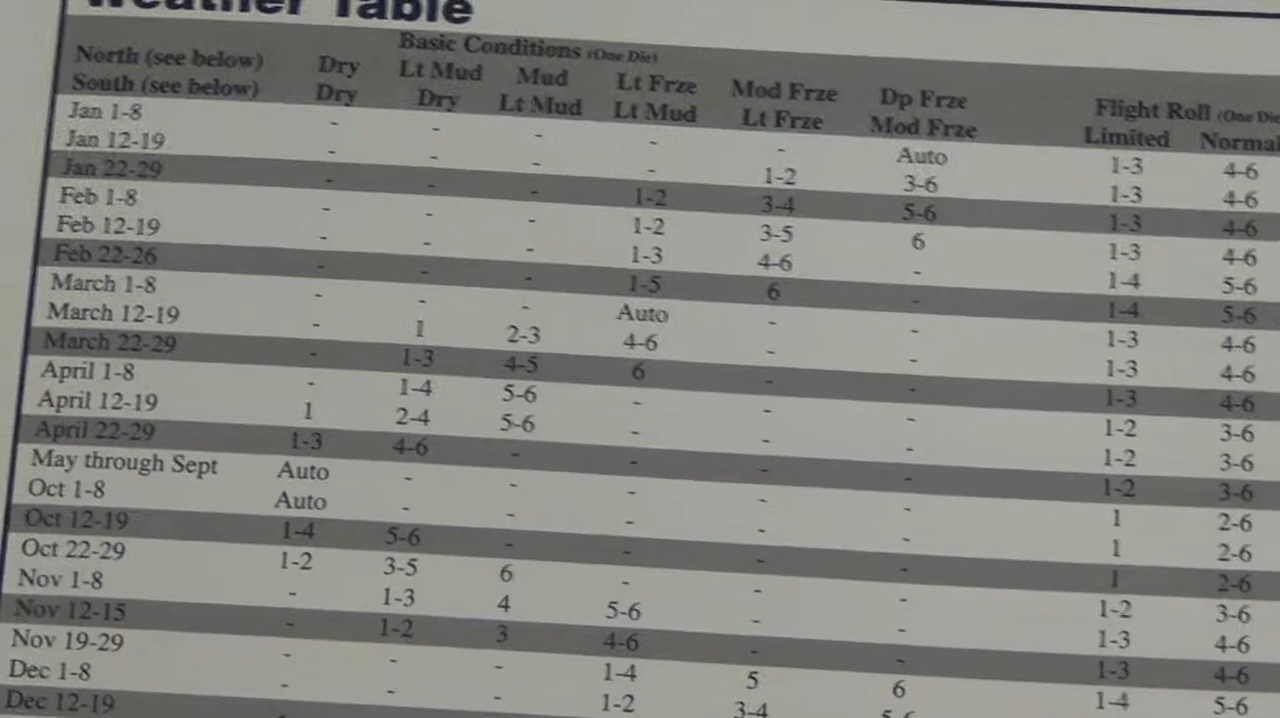 Weather Table
Basic Conditions (One Die)
North (see below) Dry Lt Mud Mud Lt Frze Mod Frze Dp Frze Flight Roll (One Die
South (see below) Dry Dry Lt Mud Lt Mud Lt Frze Mod Frze Limited Normal
Jan 1-8 - - - - - Auto 1-3 4-6
Jan 12-19 - - - - 1-2 3-6 1-3 4-6
Jan 22-29 - - - 1-2 3-4 5-6 1-3 4-6
Feb 1-8 - - - 1-2 3-5 6 1-3 4-6
Feb 12-19 - - - 1-3 4-6 - 1-4 5-6
Feb 22-26 - - - 1-5 6 - 1-4 5-6
March 1-8 - - - Auto - - 1-3 4-6
March 12-19 - 1 2-3 4-6 - - 1-3 4-6
March 22-29 - 1-3 4-5 6 - - 1-3 4-6
April 1-8 - 1-4 5-6 - - - 1-2 3-6
April 12-19 1 2-4 5-6 - - - 1-2 3-6
April 22-29 1-3 4-6 - - - - 1-2 3-6
May through Sept Auto - - - - - 1 2-6
Oct 1-8 Auto - - - - - 1 2-6
Oct 12-19 1-4 5-6 - - - - 1 2-6
Oct 22-29 1-2 3-5 6 - - - 1-2 3-6
Nov 1-8 - 1-3 4 5-6 - - 1-3 4-6
Nov 12-15 - 1-2 3 4-6 - - 1-3 4-6
Nov 19-29 - - - 1-4 5 6 1-4 5-6
Dec 1-8 - - - 1-2 3-4
Dec 12-19